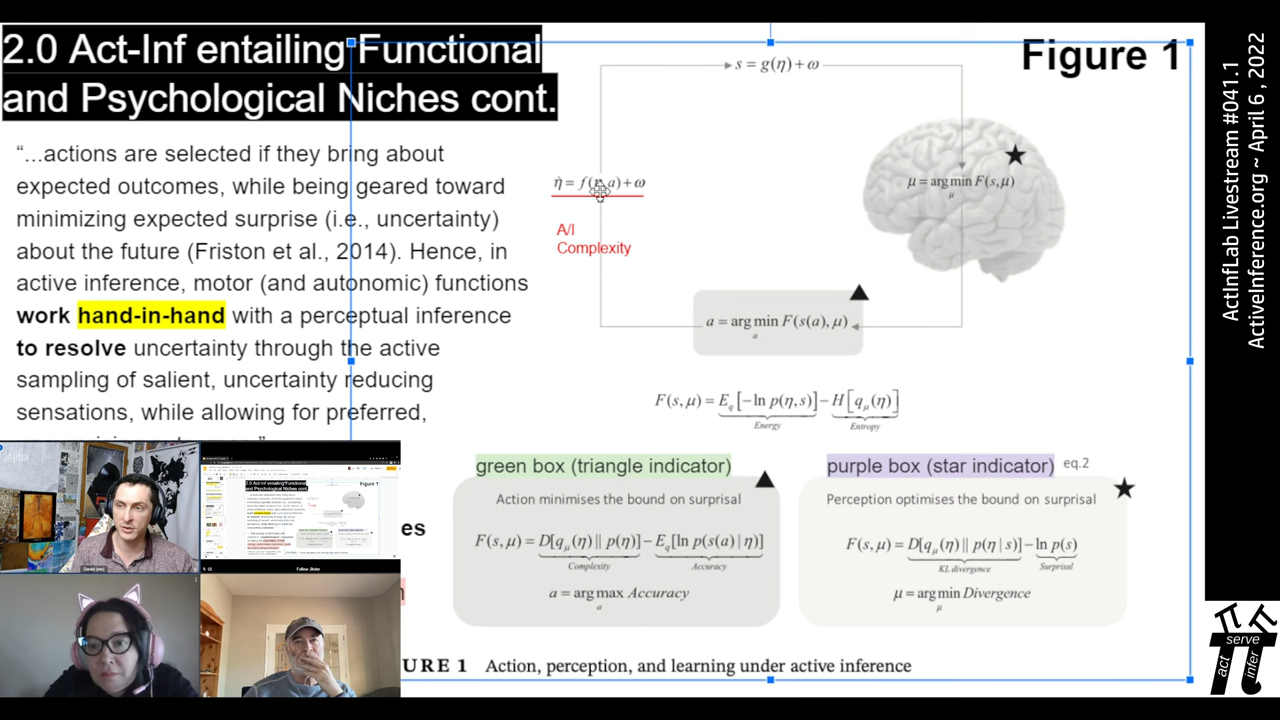 2.0 Act-Inf entailing Functional
and Psychological Niches cont.
“...actions are selected if they bring about
expected outcomes, while being geared toward
minimizing expected surprise (i.e., uncertainty)
about the future (Friston et al., 2014). Hence, in
active inference, motor (and autonomic) functions
work hand-in-hand with a perceptual inference
to resolve uncertainty through the active
sampling of salient, uncertainty reducing
sensations, while allowing for preferred,
es
Figure 1
s = g(η) + ω
A/I
Complexity
μ = arg min F(s, μ)
μ
a = arg min F(s(a), μ)
a
F(s, μ) = E_q[−ln p(η, s)] − H[q_μ(η)]
Energy Entropy
green box (triangle indicator)
Action minimises the bound on surprisal
F(s, μ) = D[q_μ(η) || p(η)] − E_q[ln p(s(a) | η)]
Complexity Accuracy
a = arg max Accuracy
a
purple box (star indicator) eq.2
Perception optimises the bound on surprisal
F(s, μ) = D[q_μ(η) || p(η | s)] − ln p(s)
KL divergence Surprisal
μ = arg min Divergence
μ
URE 1 Action, perception, and learning under active inference
ActInfLab Livestream #041.1
ActiveInference.org ~ April 6 , 2022
serve
act
infer